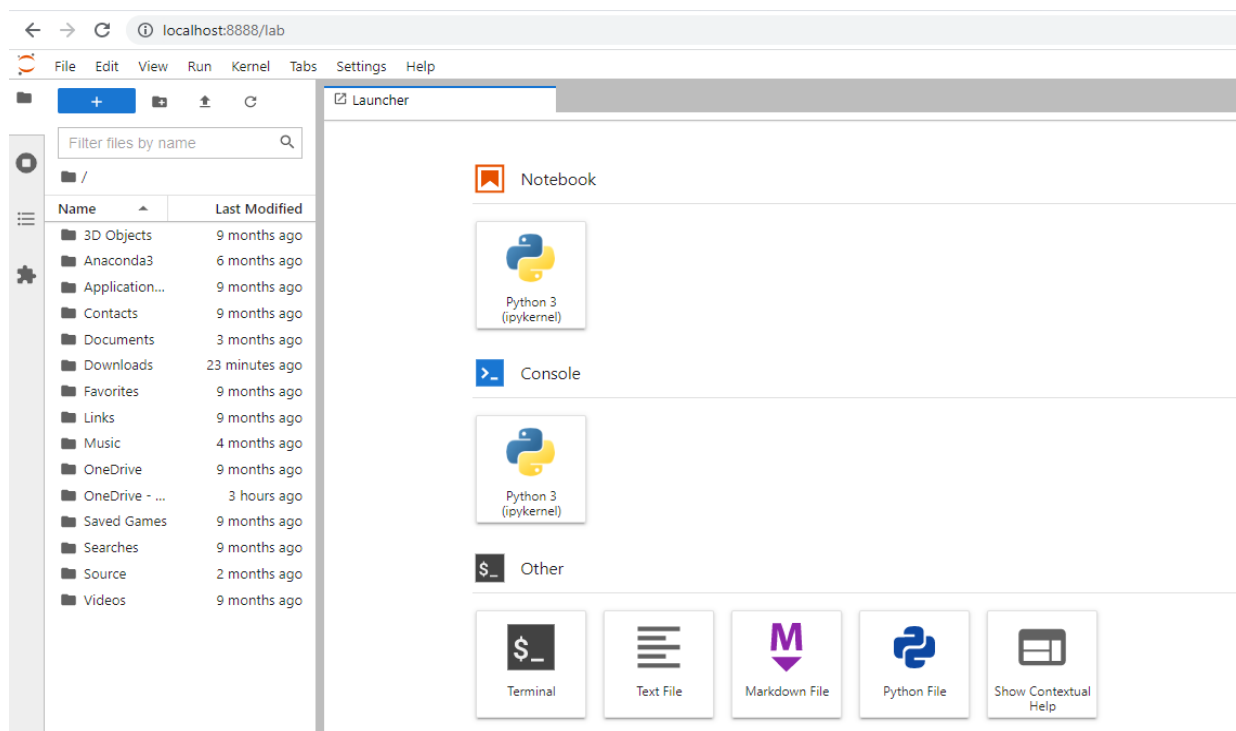 localhost:8888/lab
File Edit View Run Kernel Tabs Settings Help
+
Launcher
Filter files by name
/
Name Last Modified
3D Objects 9 months ago
Anaconda3 6 months ago
Application... 9 months ago
Contacts 9 months ago
Documents 3 months ago
Downloads 23 minutes ago
Favorites 9 months ago
Links 9 months ago
Music 4 months ago
OneDrive 9 months ago
OneDrive - ... 3 hours ago
Saved Games 9 months ago
Searches 9 months ago
Source 2 months ago
Videos 9 months ago
Notebook
Python 3
(ipykernel)
Console
Python 3
(ipykernel)
$_ Other
$_
Terminal
Text File
M
Markdown File
Python File
Show Contextual
Help